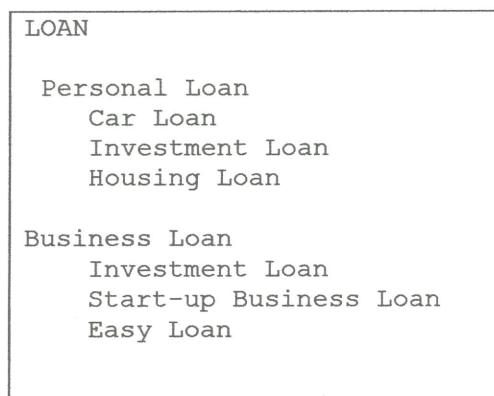 LOAN
Personal Loan
Car Loan
Investment Loan
Housing Loan
Business Loan
Investment Loan
Start-up Business Loan
Easy Loan